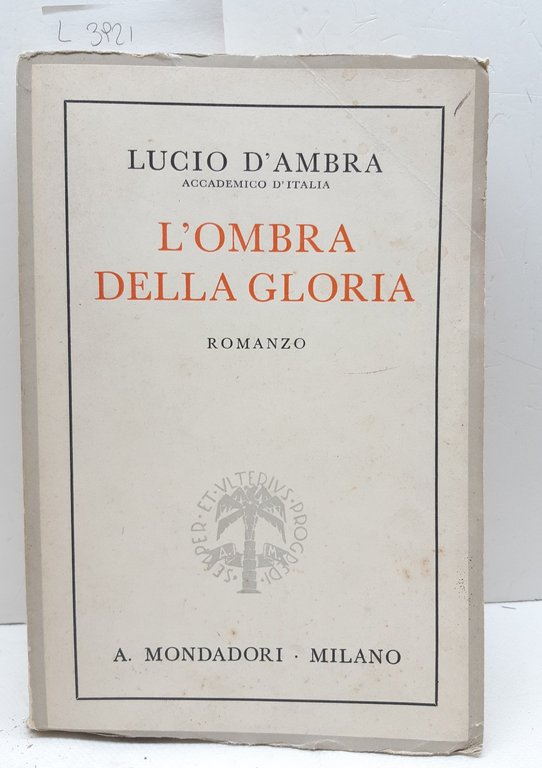 L 3921
LUCIO D'AMBRA
ACCADEMICO D'ITALIA
L'OMBRA
DELLA GLORIA
ROMANZO
SEMPER · ET · VLTERIVS · PROGREDI
A. M.
A. MONDADORI · MILANO